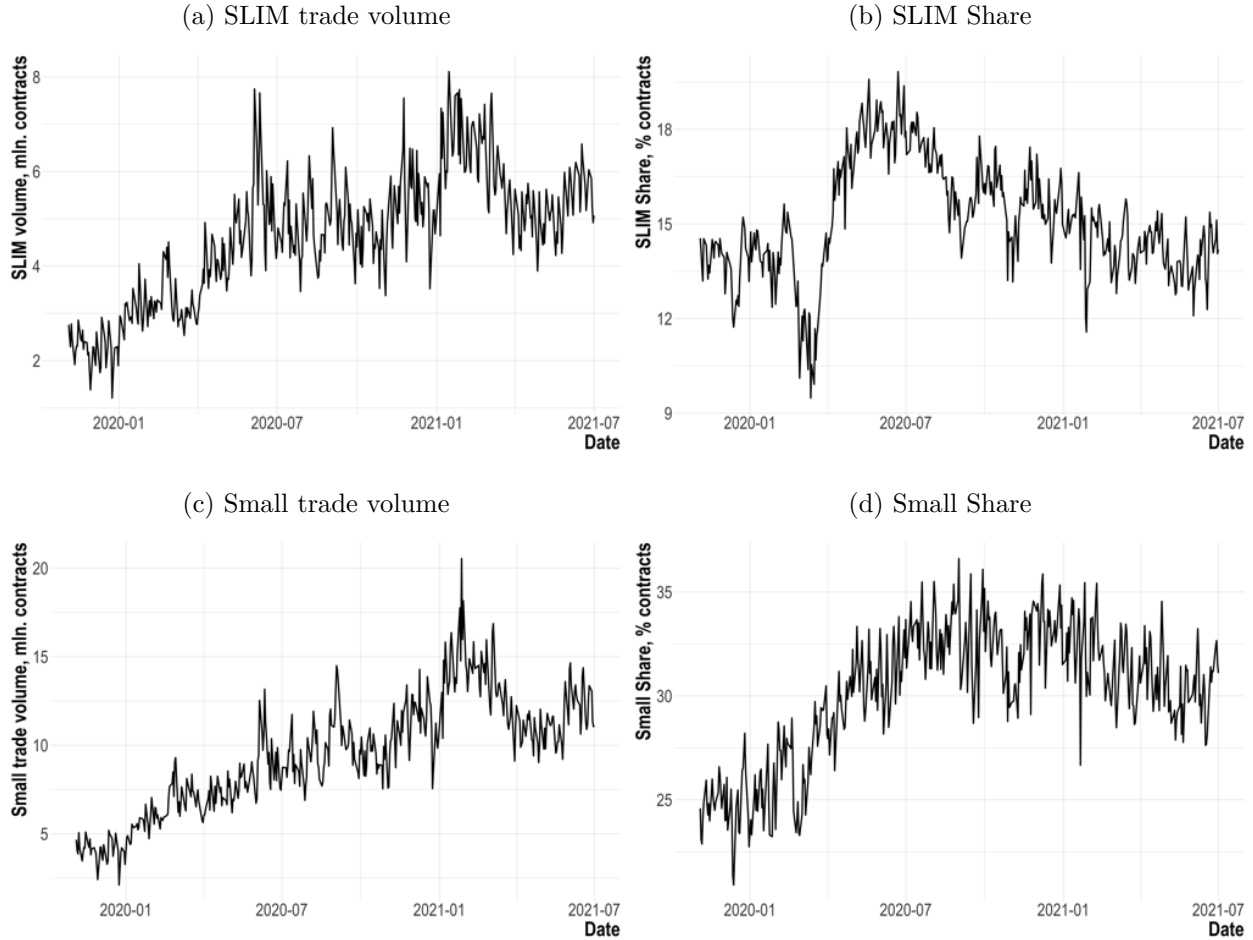 (a) SLIM trade volume
SLIM volume, mln. contracts
8
6
4
2
2020-01 2020-07 2021-01 2021-07
Date
(b) SLIM Share
SLIM Share, % contracts
18
15
12
9
2020-01 2020-07 2021-01 2021-07
Date
(c) Small trade volume
Small trade volume, mln. contracts
20
15
10
5
2020-01 2020-07 2021-01 2021-07
Date
(d) Small Share
Small Share, % contracts
35
30
25
2020-01 2020-07 2021-01 2021-07
Date